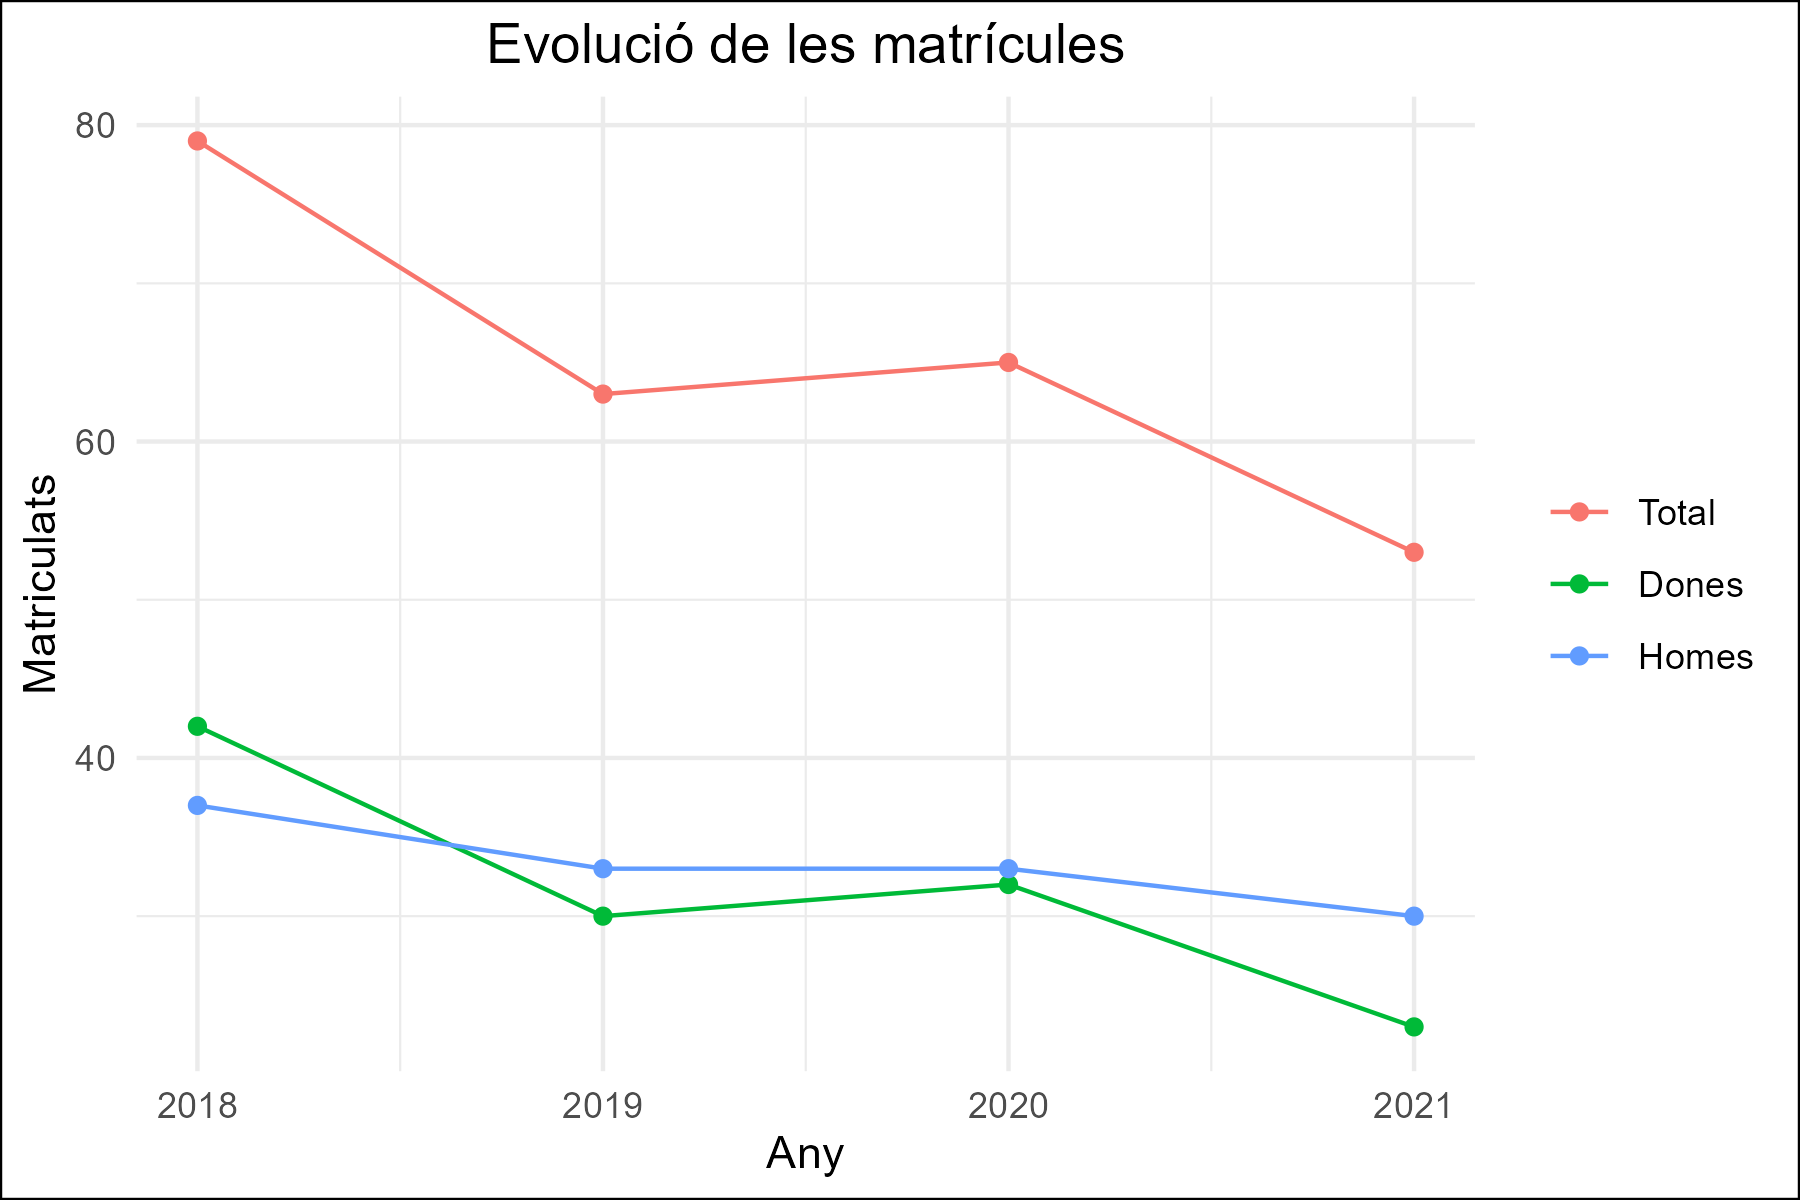 Evolució de les matrícules
80
60
40
Matriculats
2018
2019
2020
2021
Any
Total
Dones
Homes